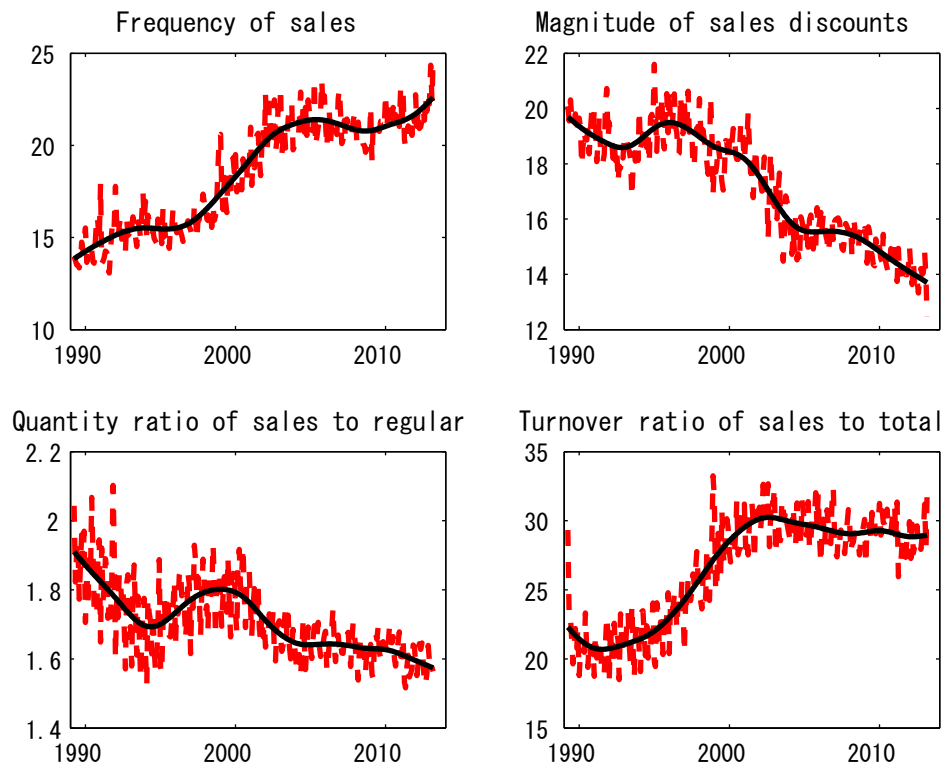 Frequency of sales
25
20
15
10
1990 2000 2010
Magnitude of sales discounts
22
20
18
16
14
12
1990 2000 2010
Quantity ratio of sales to regular
2.2
2
1.8
1.6
1.4
1990 2000 2010
Turnover ratio of sales to total
35
30
25
20
15
1990 2000 2010